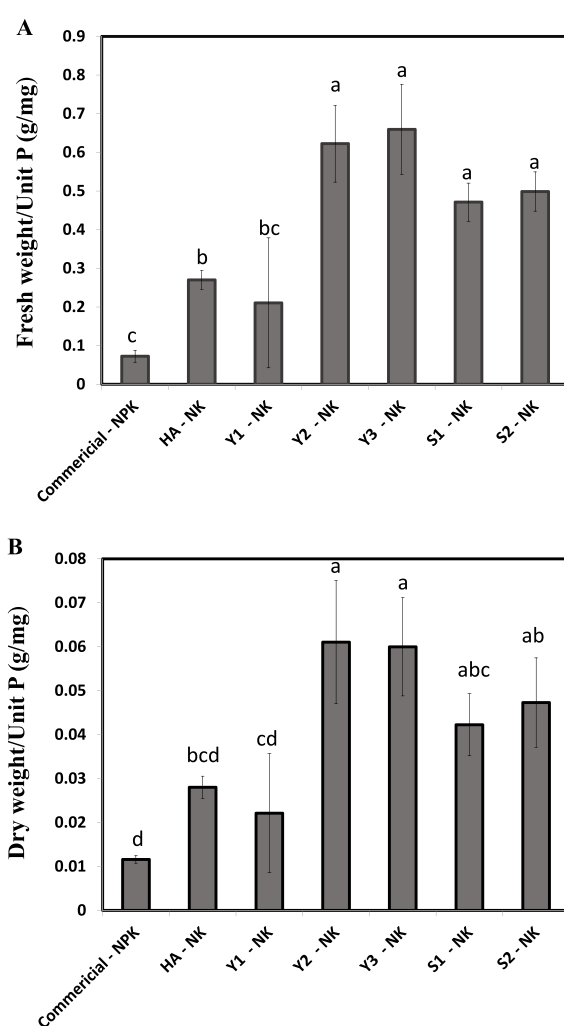 A
Fresh weight/Unit P (g/mg)
0.9
0.8
0.7
0.6
0.5
0.4
0.3
0.2
0.1
0
c
b
bc
a
a
a
a
Commericial - NPK
HA - NK
Y1 - NK
Y2 - NK
Y3 - NK
S1 - NK
S2 - NK
B
Dry weight/Unit P (g/mg)
0.08
0.07
0.06
0.05
0.04
0.03
0.02
0.01
0
d
bcd
cd
a
a
abc
ab
Commericial - NPK
HA - NK
Y1 - NK
Y2 - NK
Y3 - NK
S1 - NK
S2 - NK